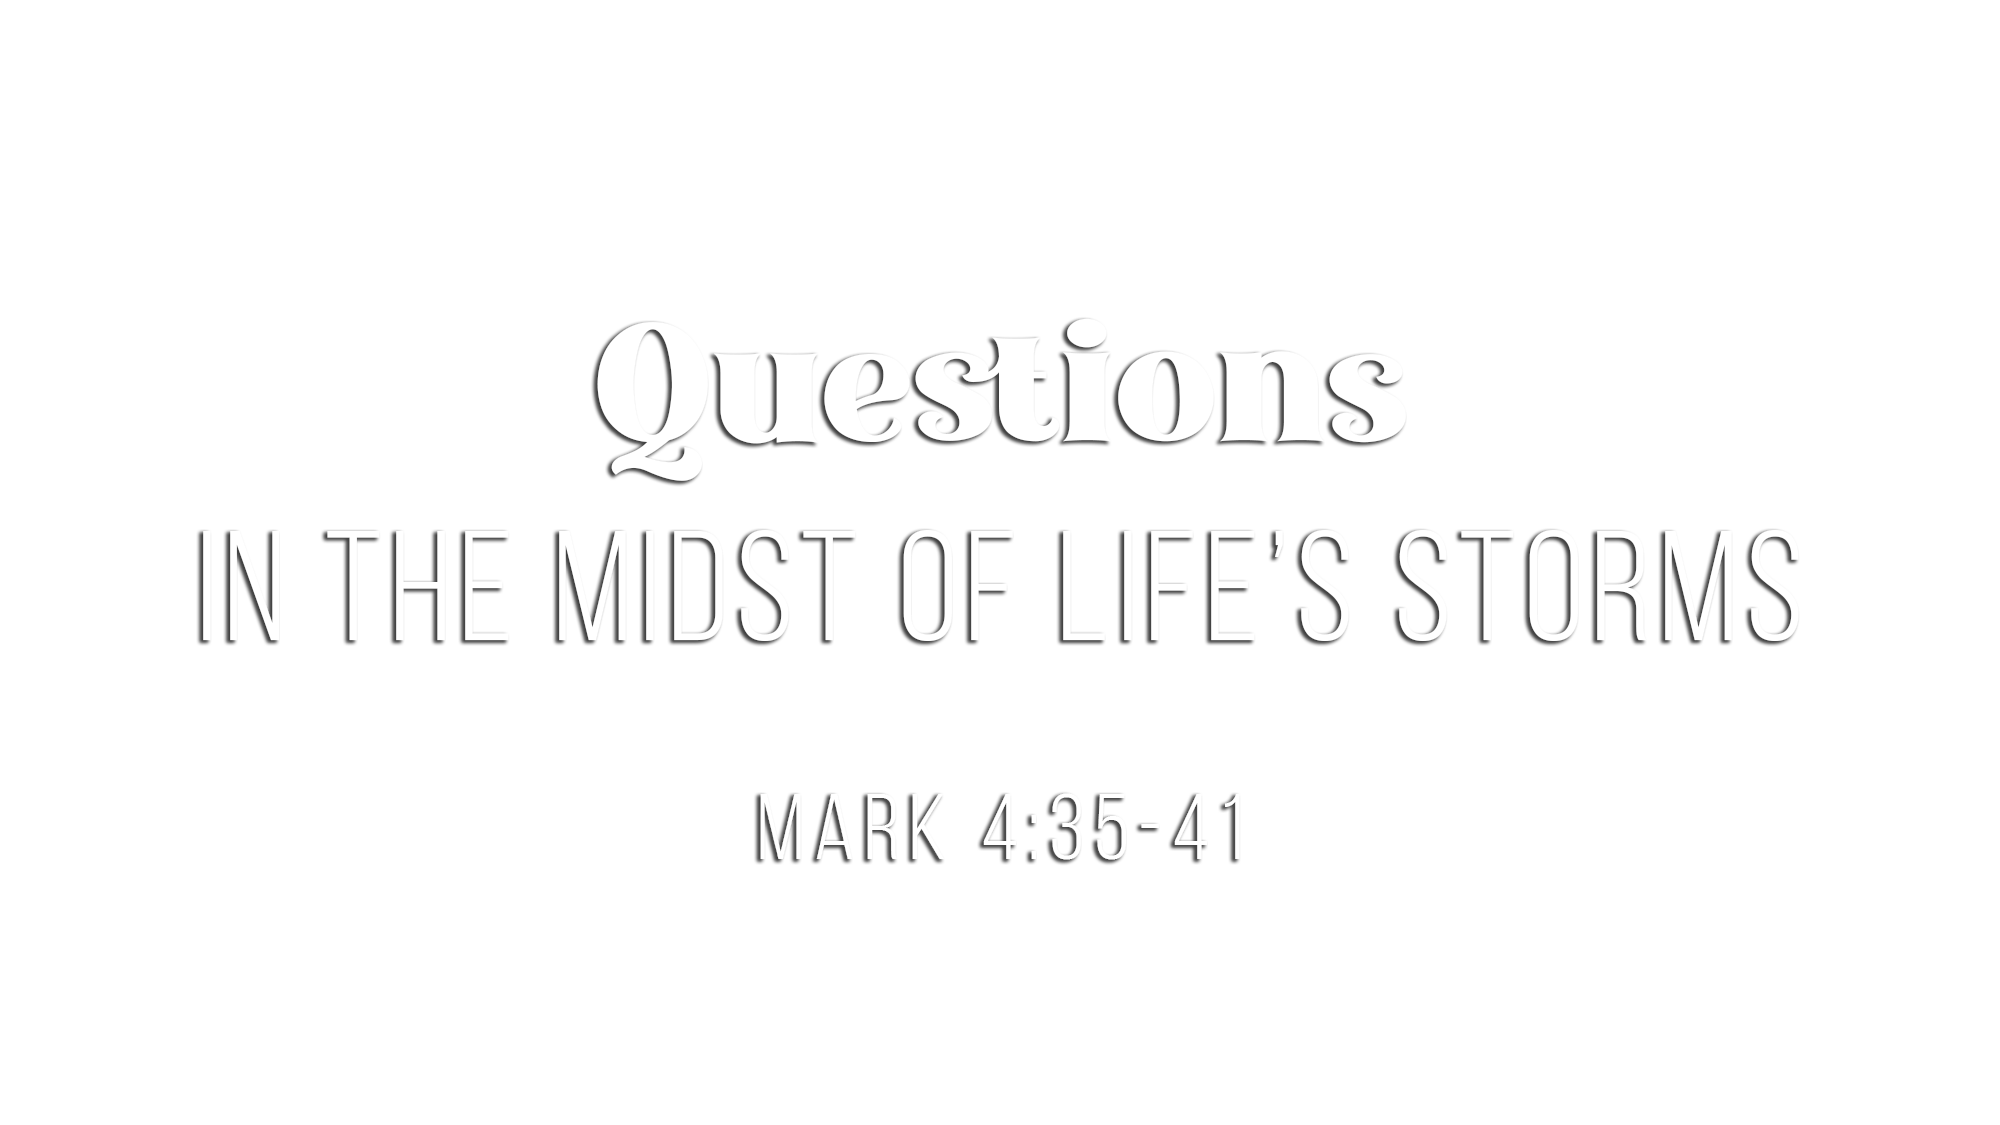 Questions
IN THE MIDST OF LIFE’S STORMS
MARK 4:35-41